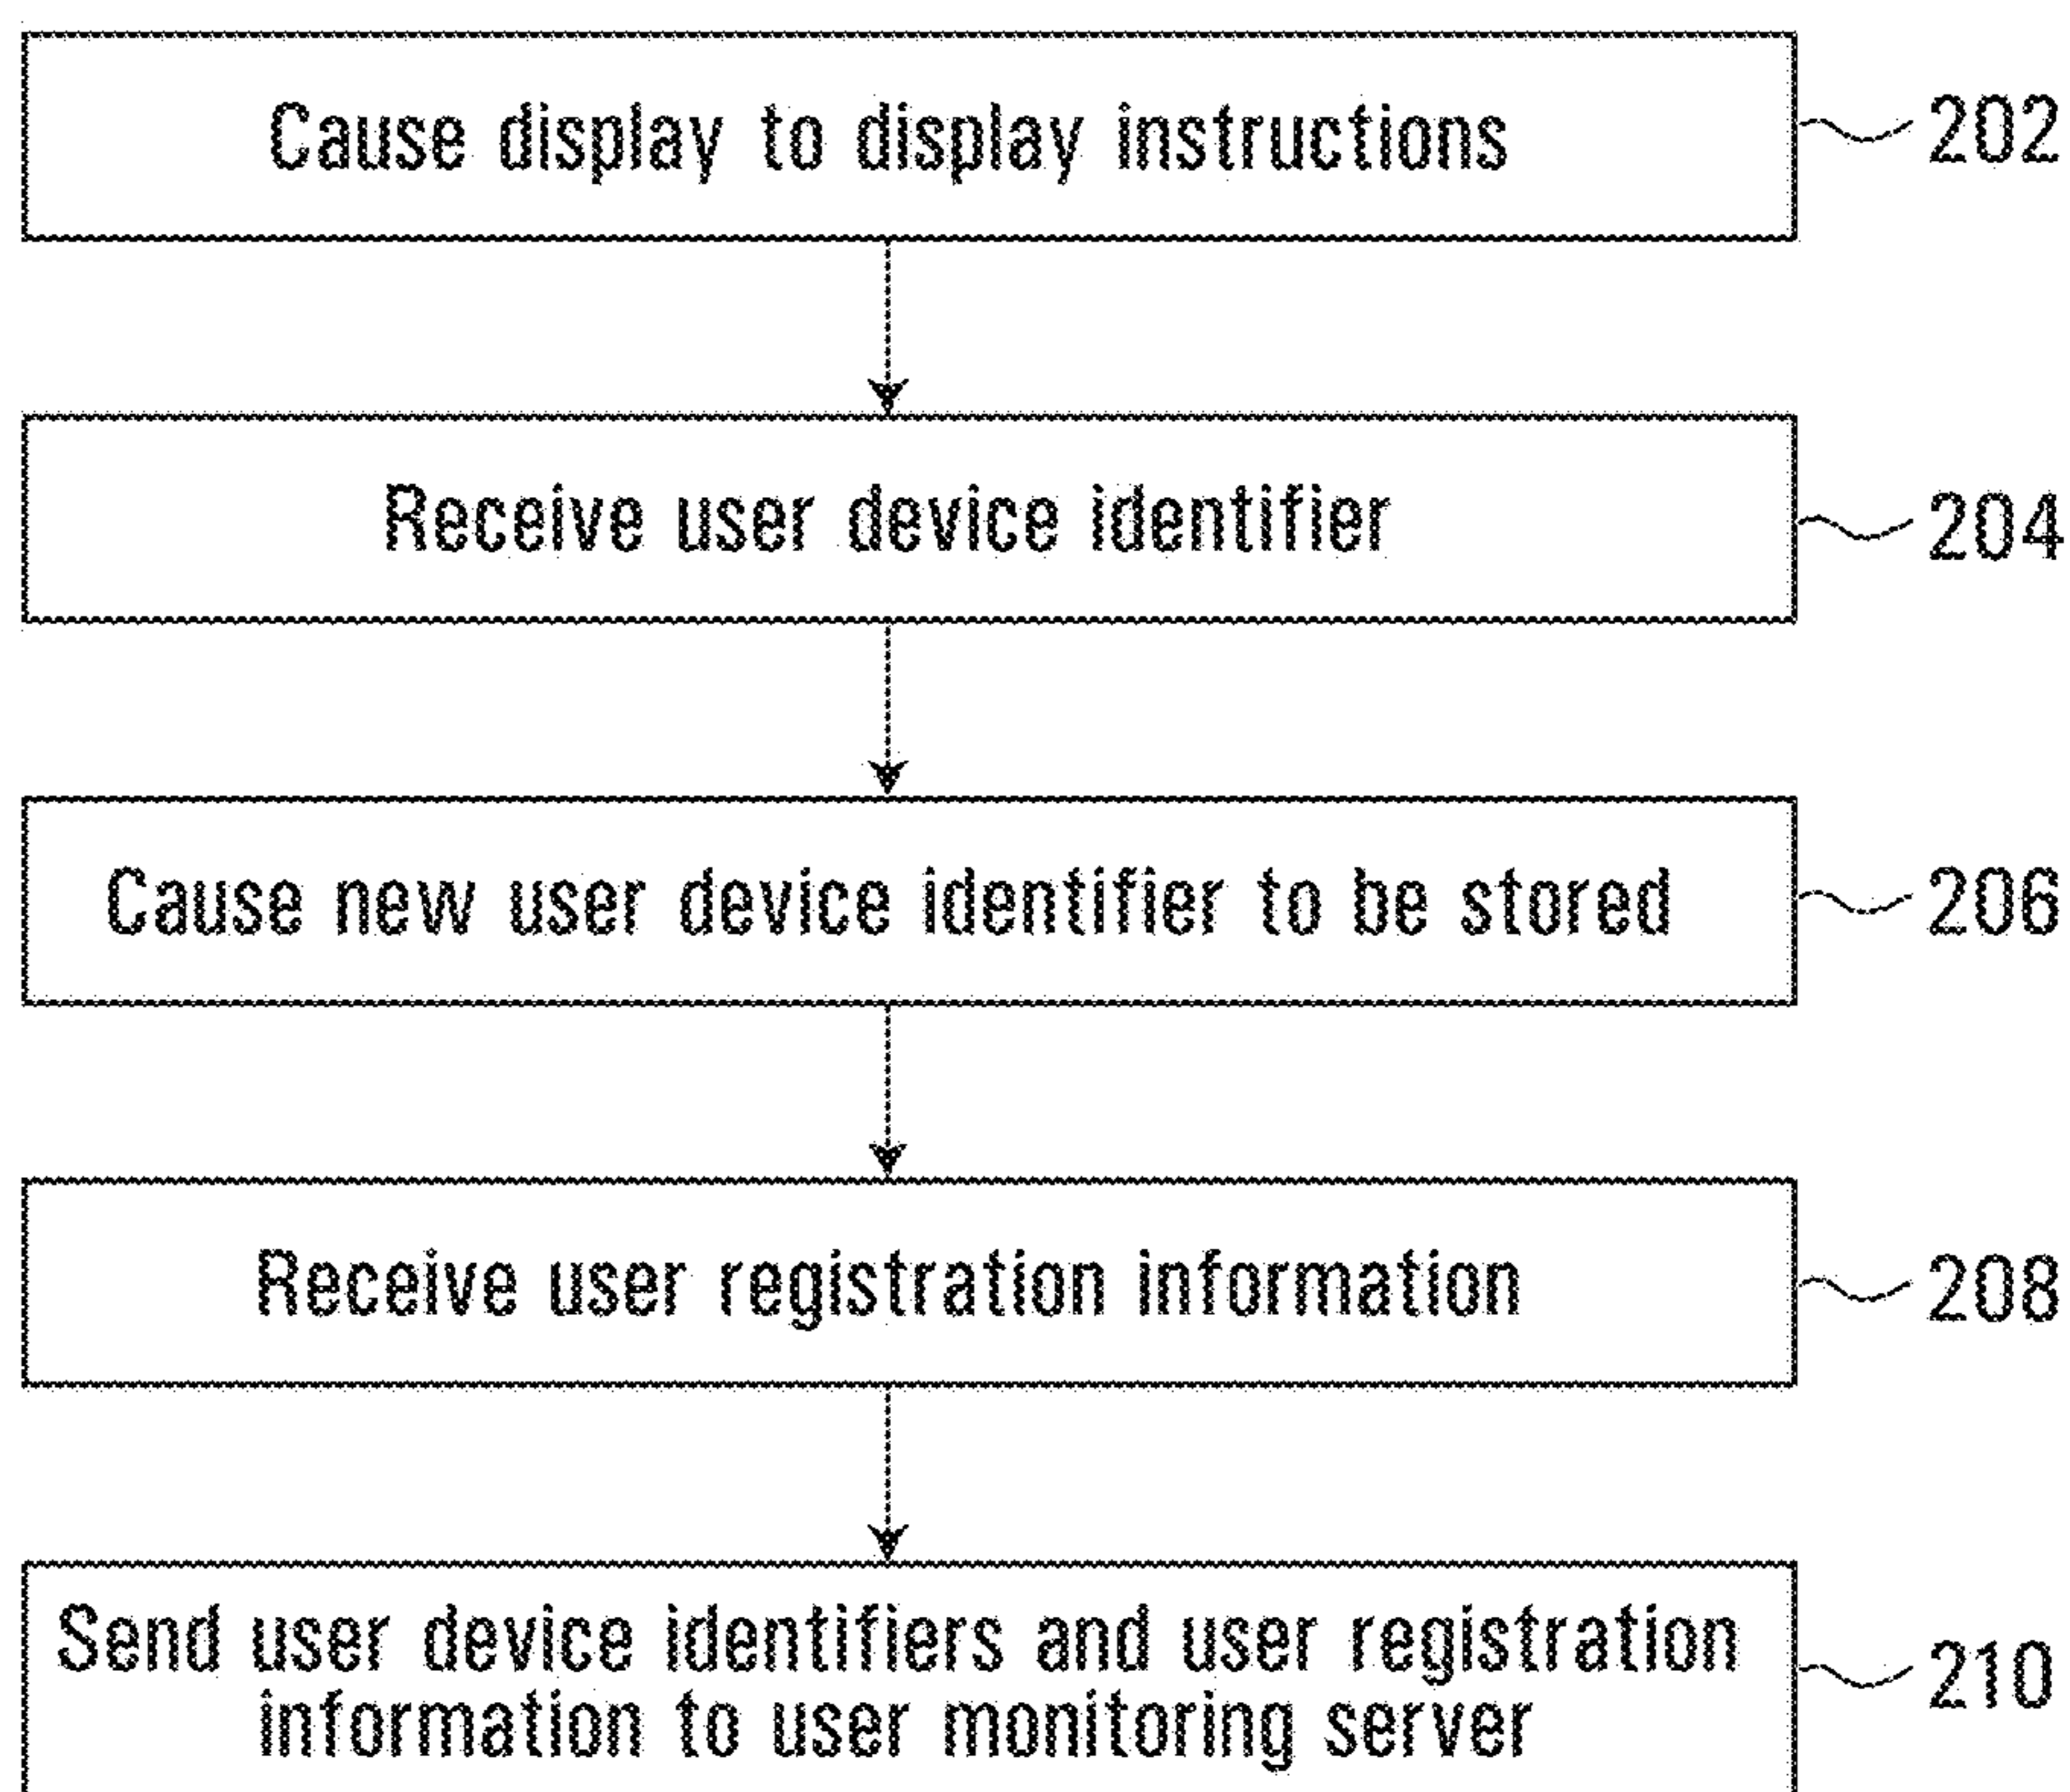 Cause display to display instructions
202
Receive user device identifier
204
Cause new user device identifier to be stored
206
Receive user registration information
208
Send user device identifiers and user registration
information to user monitoring server
210